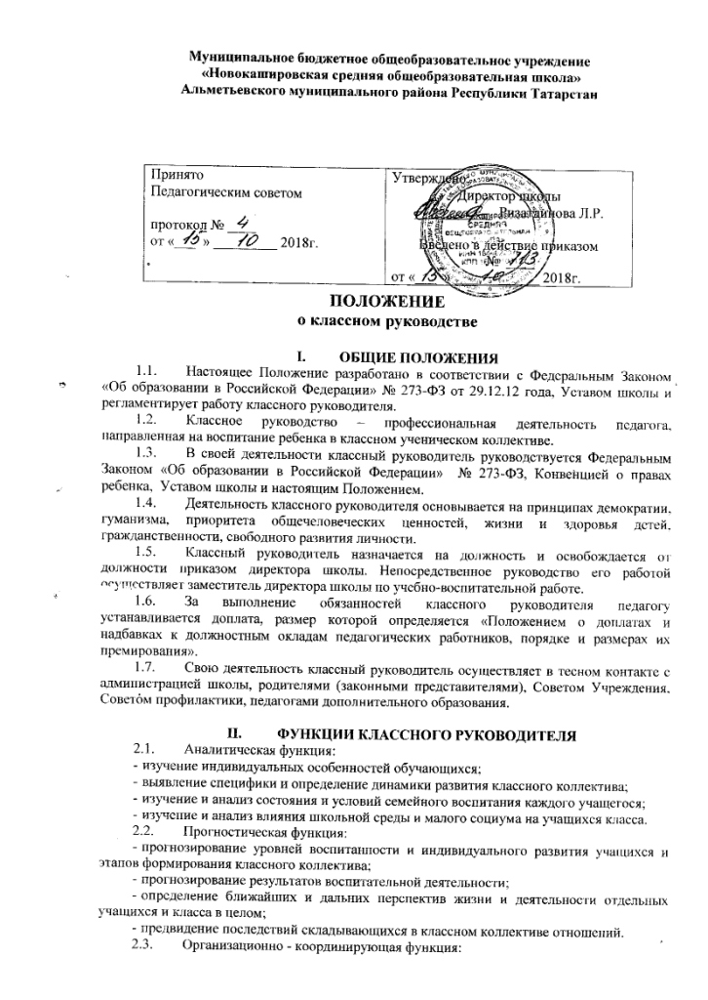 Муниципальное бюджетное общеобразовательное учреждение
«Новокашировская средняя общеобразовательная школа»
Альметьевского муниципального района Республики Татарстан
Принято
Педагогическим советом
протокол № 4
от « 15 » 10 2018г.
Утверждено
Директор школы
Ризатдинова Л.Р.
СРЕДНЯЯ
Введено в действие приказом
№ 113
от « 15 » 10 2018г.
ПОЛОЖЕНИЕ
о классном руководстве
I. ОБЩИЕ ПОЛОЖЕНИЯ
1.1. Настоящее Положение разработано в соответствии с Федеральным Законом
«Об образовании в Российской Федерации» № 273-ФЗ от 29.12.12 года, Уставом школы и
регламентирует работу классного руководителя.
1.2. Классное руководство – профессиональная деятельность педагога,
направленная на воспитание ребенка в классном ученическом коллективе.
1.3. В своей деятельности классный руководитель руководствуется Федеральным
Законом «Об образовании в Российской Федерации» № 273-ФЗ, Конвенцией о правах
ребенка, Уставом школы и настоящим Положением.
1.4. Деятельность классного руководителя основывается на принципах демократии,
гуманизма, приоритета общечеловеческих ценностей, жизни и здоровья детей,
гражданственности, свободного развития личности.
1.5. Классный руководитель назначается на должность и освобождается от
должности приказом директора школы. Непосредственное руководство его работой
осуществляет заместитель директора школы по учебно-воспитательной работе.
1.6. За выполнение обязанностей классного руководителя педагогу
устанавливается доплата, размер которой определяется «Положением о доплатах и
надбавках к должностным окладам педагогических работников, порядке и размерах их
премирования».
1.7. Свою деятельность классный руководитель осуществляет в тесном контакте с
администрацией школы, родителями (законными представителями), Советом Учреждения,
Советом профилактики, педагогами дополнительного образования.
II. ФУНКЦИИ КЛАССНОГО РУКОВОДИТЕЛЯ
2.1. Аналитическая функция:
- изучение индивидуальных особенностей обучающихся;
- выявление специфики и определение динамики развития классного коллектива;
- изучение и анализ состояния и условий семейного воспитания каждого учащегося;
- изучение и анализ влияния школьной среды и малого социума на учащихся класса.
2.2. Прогностическая функция:
- прогнозирование уровней воспитанности и индивидуального развития учащихся и
этапов формирования классного коллектива;
- прогнозирование результатов воспитательной деятельности;
- определение ближайших и дальних перспектив жизни и деятельности отдельных
учащихся и класса в целом;
- предвидение последствий складывающихся в классном коллективе отношений.
2.3. Организационно - координирующая функция: